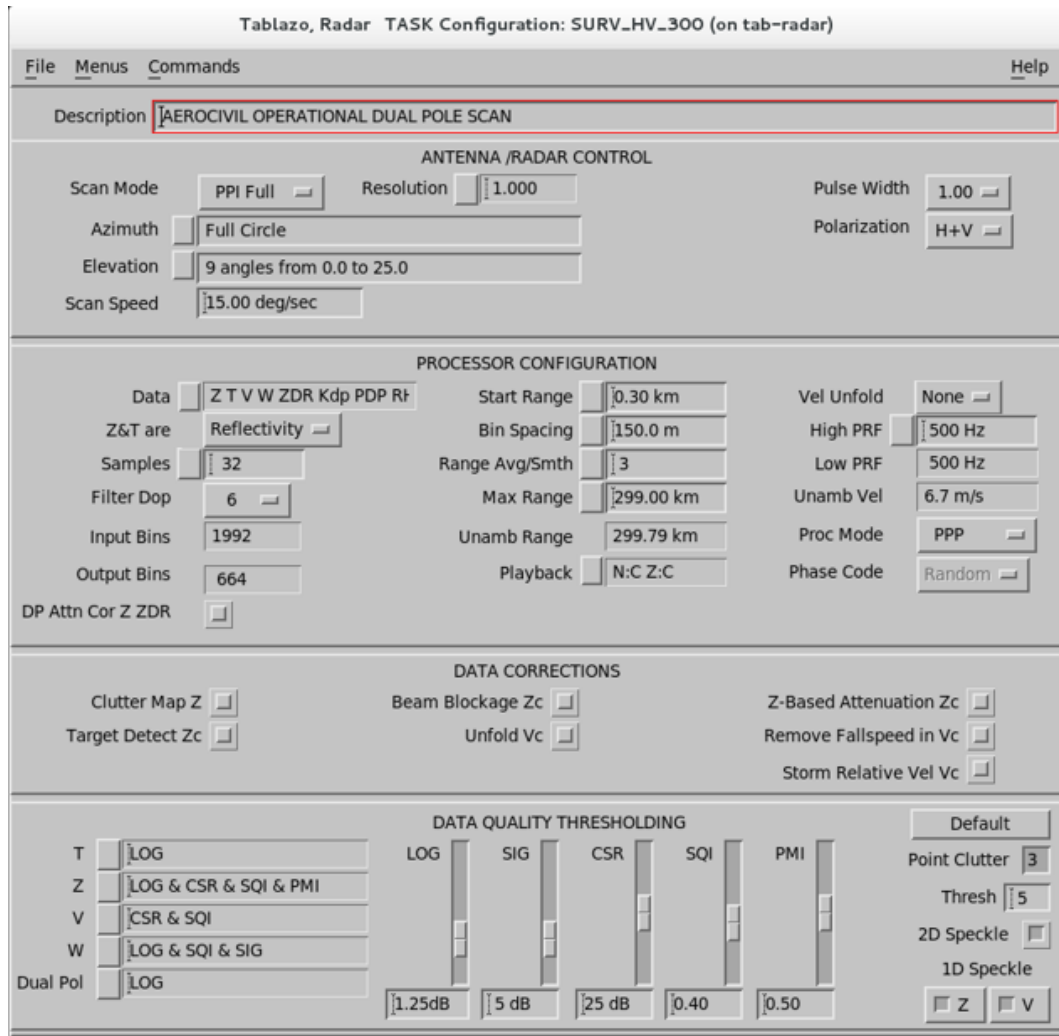 Tablazo, Radar TASK Configuration: SURV_HV_300 (on tab-radar)
File Menus Commands Help
Description AEROCIVIL OPERATIONAL DUAL POLE SCAN
ANTENNA /RADAR CONTROL
Scan Mode PPI Full Resolution 1.000 Pulse Width 1.00
Azimuth Full Circle Polarization H+V
Elevation 9 angles from 0.0 to 25.0
Scan Speed 15.00 deg/sec
PROCESSOR CONFIGURATION
Data Z T V W ZDR Kdp PDP RH Start Range 0.30 km Vel Unfold None
Z&T are Reflectivity Bin Spacing 150.0 m High PRF 500 Hz
Samples 32 Range Avg/Smth 3 Low PRF 500 Hz
Filter Dop 6 Max Range 299.00 km Unamb Vel 6.7 m/s
Input Bins 1992 Unamb Range 299.79 km Proc Mode PPP
Output Bins 664 Playback N:C Z:C Phase Code Random
DP Attn Cor Z ZDR
DATA CORRECTIONS
Clutter Map Z Beam Blockage Zc Z-Based Attenuation Zc
Target Detect Zc Unfold Vc Remove Fallspeed in Vc
Storm Relative Vel Vc
DATA QUALITY THRESHOLDING Default
T LOG LOG SIG CSR SQI PMI Point Clutter 3
Z LOG & CSR & SQI & PMI Thresh 5
V CSR & SQI 2D Speckle
W LOG & SQI & SIG 1D Speckle
Dual Pol LOG 1.25dB 5 dB 25 dB 0.40 0.50 Z V